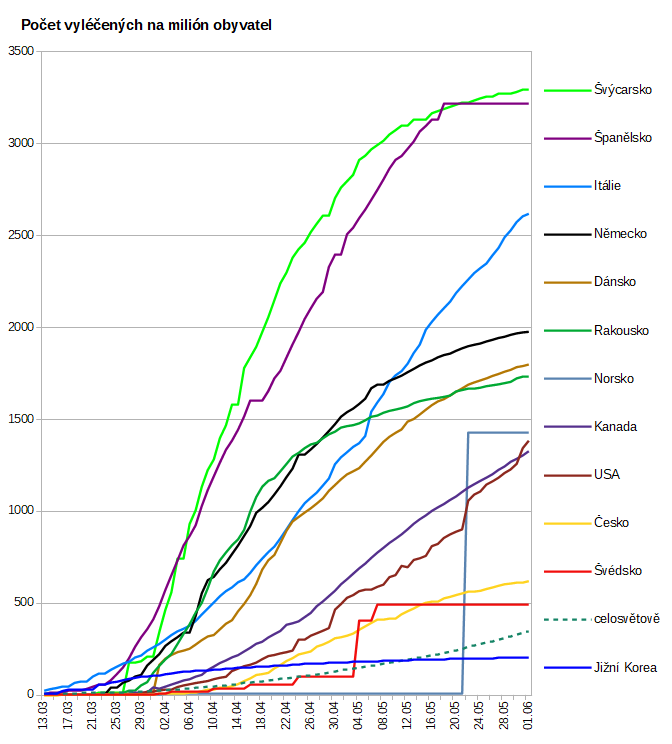 Počet vyléčených na milión obyvatel
3500
3000
2500
2000
1500
1000
500
0
Švýcarsko
Španělsko
Itálie
Německo
Dánsko
Rakousko
Norsko
Kanada
USA
Česko
Švédsko
celosvětově
Jižní Korea
13.03
17.03
21.03
25.03
29.03
02.04
06.04
10.04
14.04
18.04
22.04
26.04
30.04
04.05
08.05
12.05
16.05
20.05
24.05
28.05
01.06